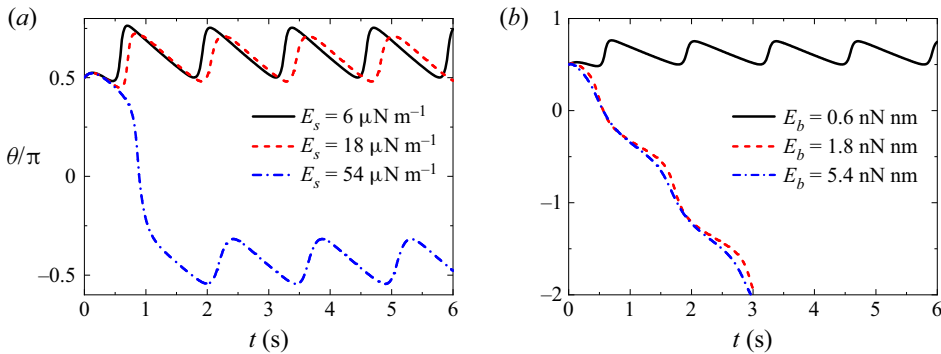 (a)
0.5
0
−0.5
θ/π
E_s = 6 μN m⁻¹
E_s = 18 μN m⁻¹
E_s = 54 μN m⁻¹
0 1 2 3 4 5 6
t (s)
(b)
1
0
−1
−2
E_b = 0.6 nN nm
E_b = 1.8 nN nm
E_b = 5.4 nN nm
0 1 2 3 4 5 6
t (s)